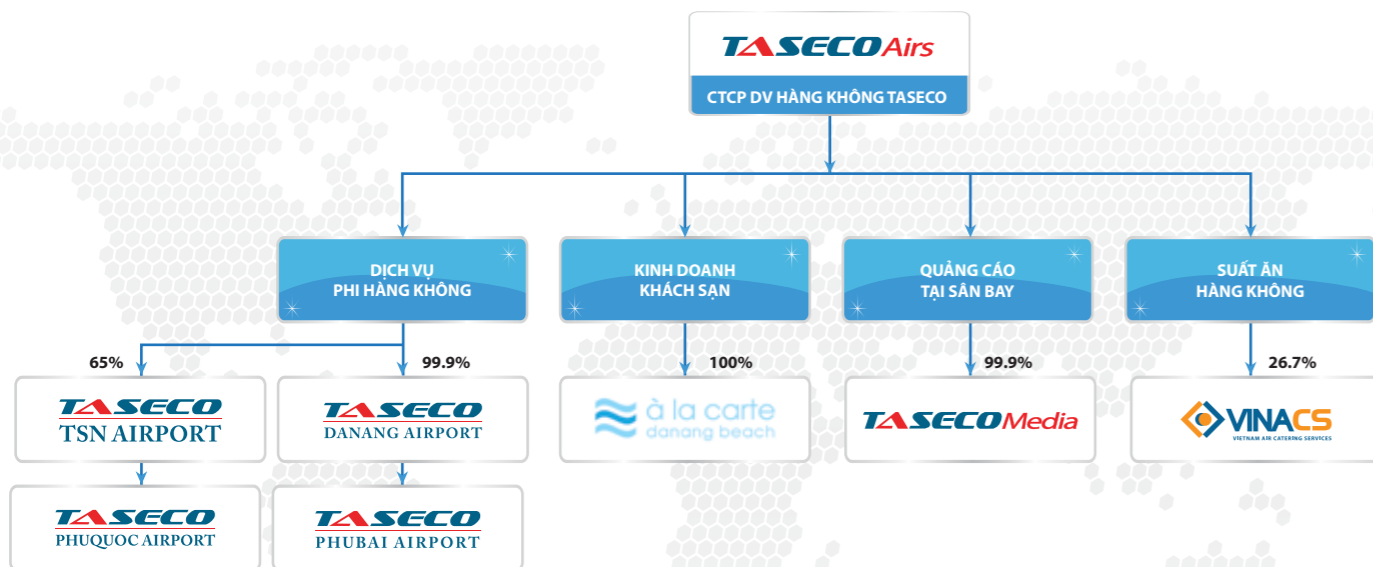 TASECO Airs
CTCP DV HÀNG KHÔNG TASECO
DỊCH VỤ
PHI HÀNG KHÔNG
KINH DOANH
KHÁCH SẠN
QUẢNG CÁO
TẠI SÂN BAY
SUẤT ĂN
HÀNG KHÔNG
65%
99.9%
100%
99.9%
26.7%
TASECO
TSN AIRPORT
TASECO
DANANG AIRPORT
à la carte
danang beach
TASECO Media
VINACS
VIETNAM AIR CATERING SERVICES
TASECO
PHUQUOC AIRPORT
TASECO
PHUBAI AIRPORT